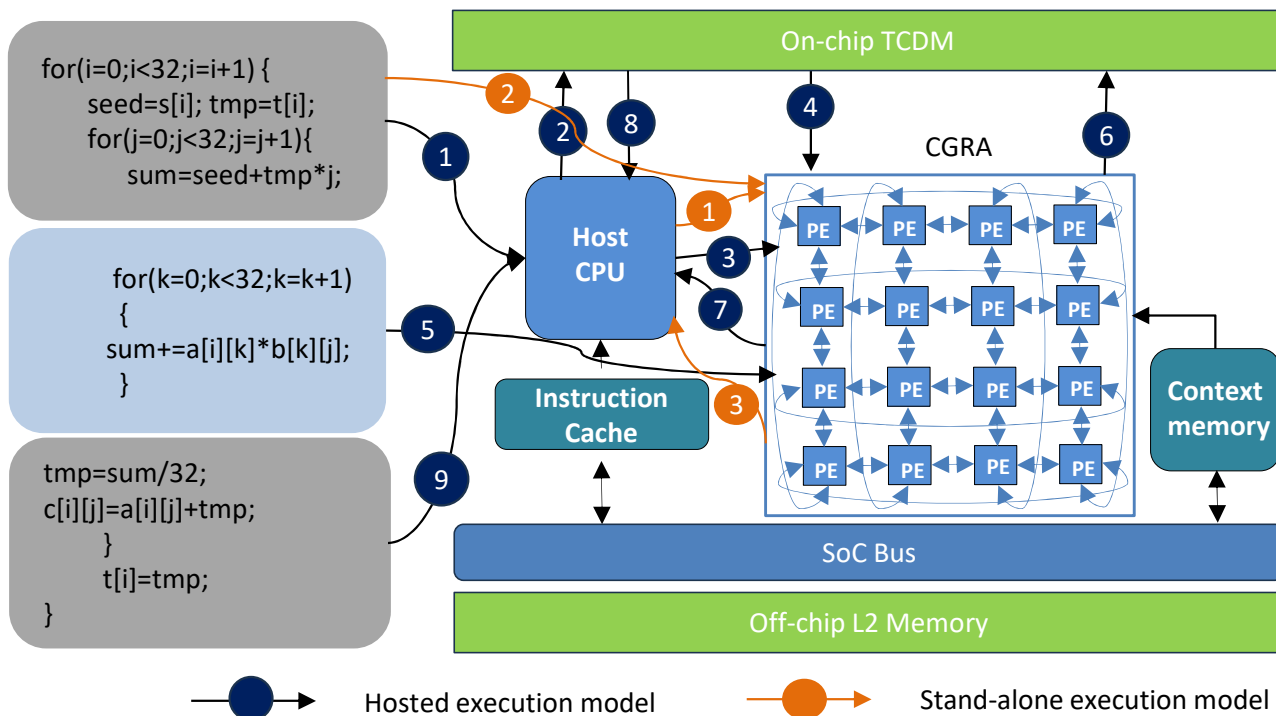 On-chip TCDM
for(i=0;i<32;i=i+1) {
seed=s[i]; tmp=t[i];
for(j=0;j<32;j=j+1){
sum=seed+tmp*j;
for(k=0;k<32;k=k+1)
{
sum+=a[i][k]*b[k][j];
}
tmp=sum/32;
c[i][j]=a[i][j]+tmp;
}
t[i]=tmp;
}
2
1
2
8
4
6
1
3
7
5
3
9
Host
CPU
Instruction
Cache
CGRA
PE PE PE PE
PE PE PE PE
PE PE PE PE
PE PE PE PE
Context
memory
SoC Bus
Off-chip L2 Memory
Hosted execution model
Stand-alone execution model